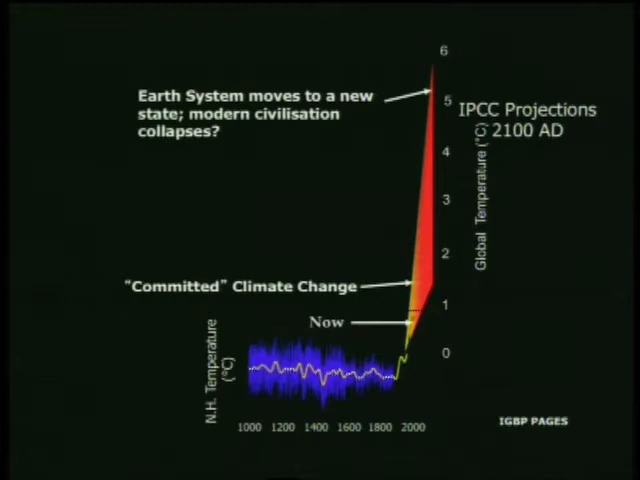 6
Earth System moves to a new
state; modern civilisation
collapses?
5
IPCC Projections
2100 AD
4
3
2
1
0
Global Temperature (°C)
"Committed" Climate Change
Now
N.H. Temperature
(°C)
1000 1200 1400 1600 1800 2000
IGBP PAGES